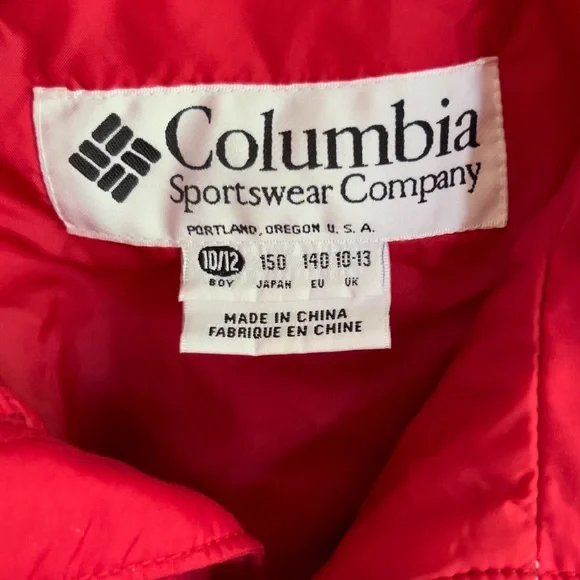 Columbia
Sportswear Company
PORTLAND, OREGON U. S. A.
10/12 150 140 10-13
BOY JAPAN EU UK
MADE IN CHINA
FABRIQUE EN CHINE